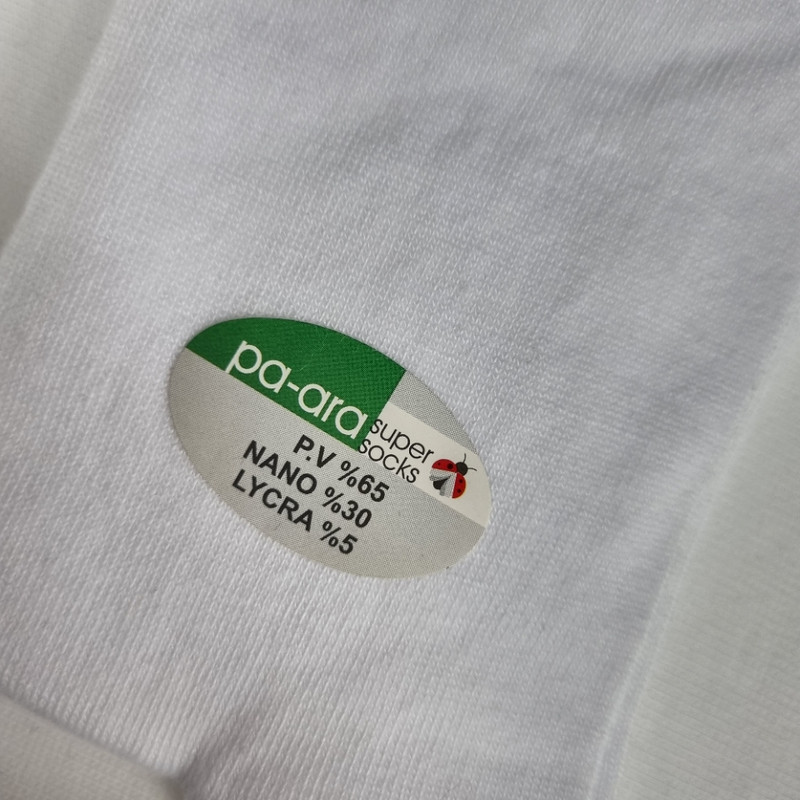 pa-ara
super
socks
P.V %65
NANO %30
LYCRA %5